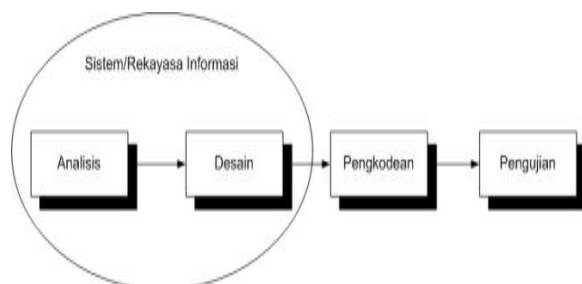 Sistem/Rekayasa Informasi
Analisis
Desain
Pengkodean
Pengujian